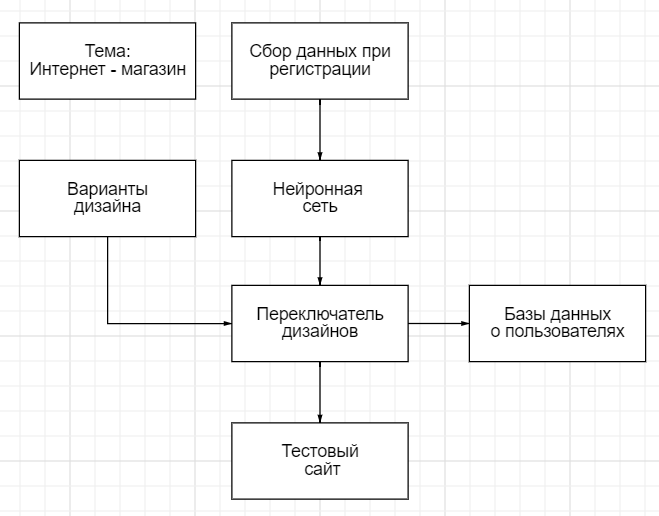 Тема:
Интернет - магазин
Сбор данных при
регистрации
Варианты
дизайна
Нейронная
сеть
Переключатель
дизайнов
Базы данных
о пользователях
Тестовый
сайт